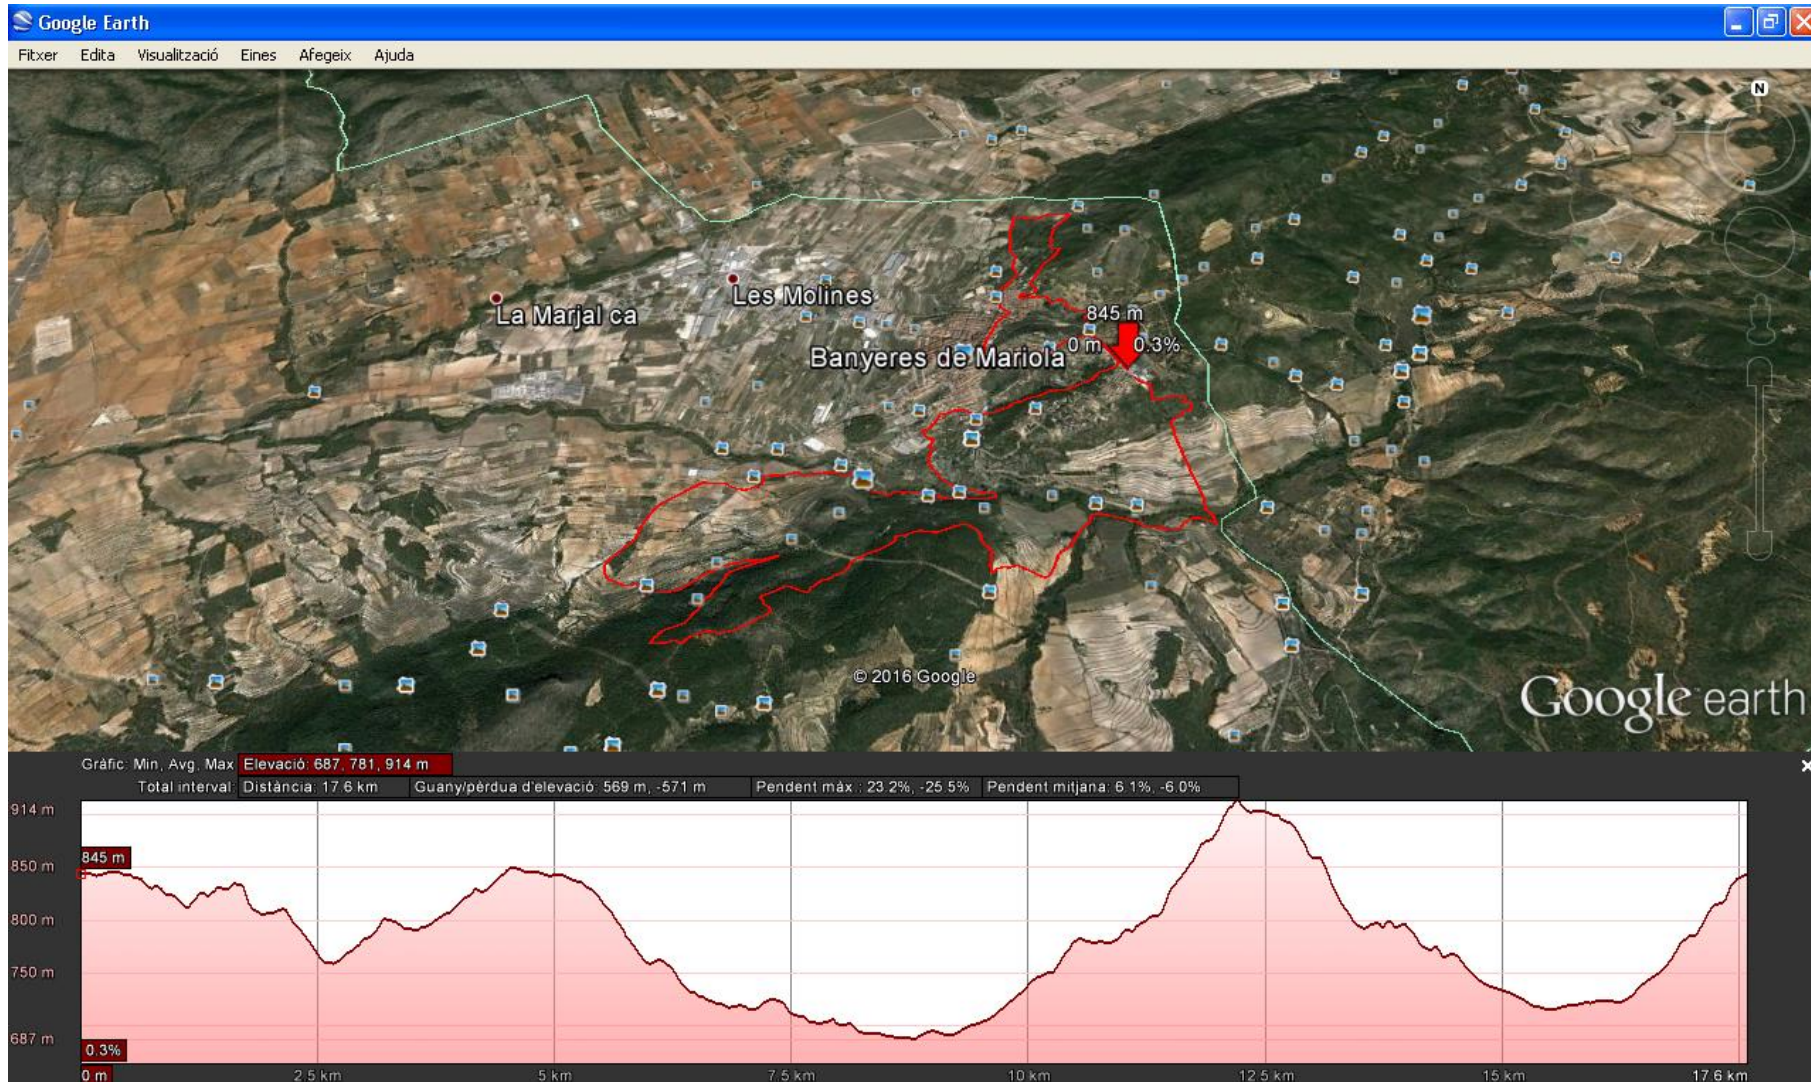 Google Earth
Fitxer Edita Visualització Eines Afegeix Ajuda
N
Les Molines
La Marjal ca
845 m
Banyeres de Mariola
0 m 0.3%
© 2016 Google
Google earth
Gràfic: Min, Avg, Max Elevació: 687, 781, 914 m
Total interval: Distància: 17.6 km Guany/pèrdua d'elevació: 569 m, -571 m Pendent màx.: 23.2%, -25.5% Pendent mitjana: 6.1%, -6.0%
914 m
845 m
850 m
800 m
750 m
687 m
0.3%
0 m 2.5 km 5 km 7.5 km 10 km 12.5 km 15 km 17.6 km